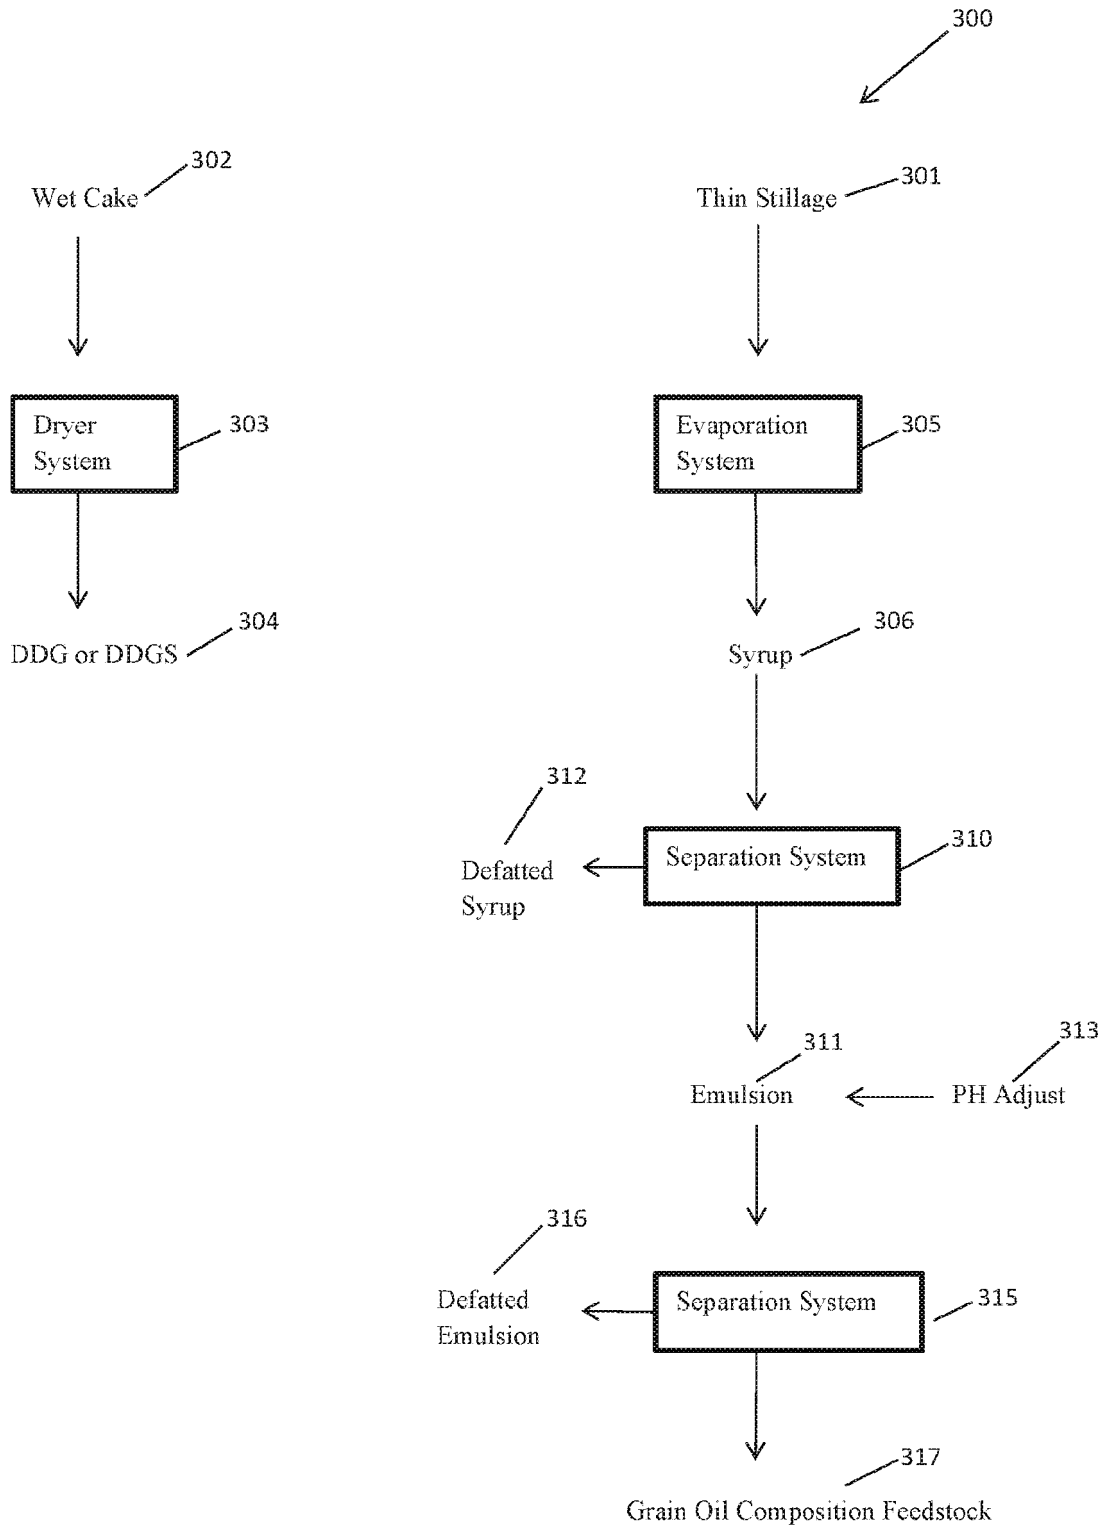 300
302
Wet Cake
301
Thin Stillage
Dryer
System
303
Evaporation
System
305
304
DDG or DDGS
306
Syrup
312
Defatted
Syrup
Separation System
310
311
Emulsion
313
PH Adjust
316
Defatted
Emulsion
Separation System
315
317
Grain Oil Composition Feedstock